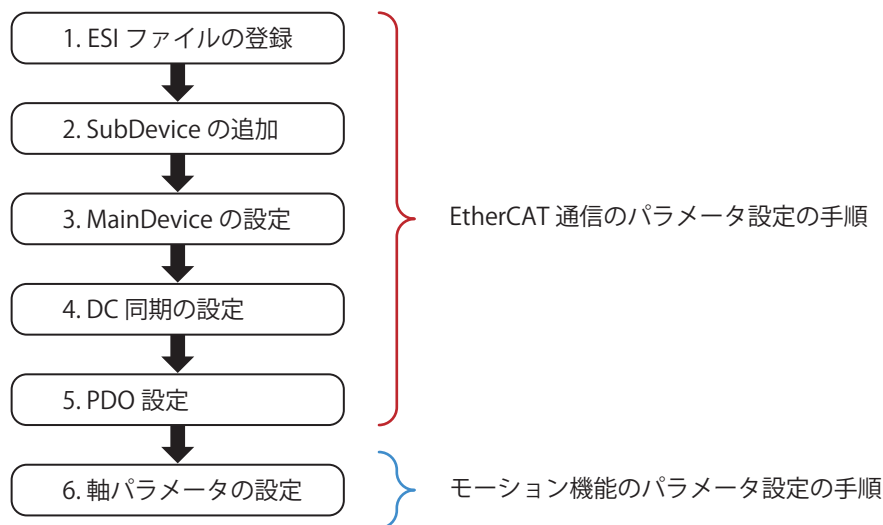 1. ESI ファイルの登録
2. SubDevice の追加
3. MainDevice の設定
4. DC 同期の設定
5. PDO 設定
6. 軸パラメータの設定
EtherCAT 通信のパラメータ設定の手順
モーション機能のパラメータ設定の手順